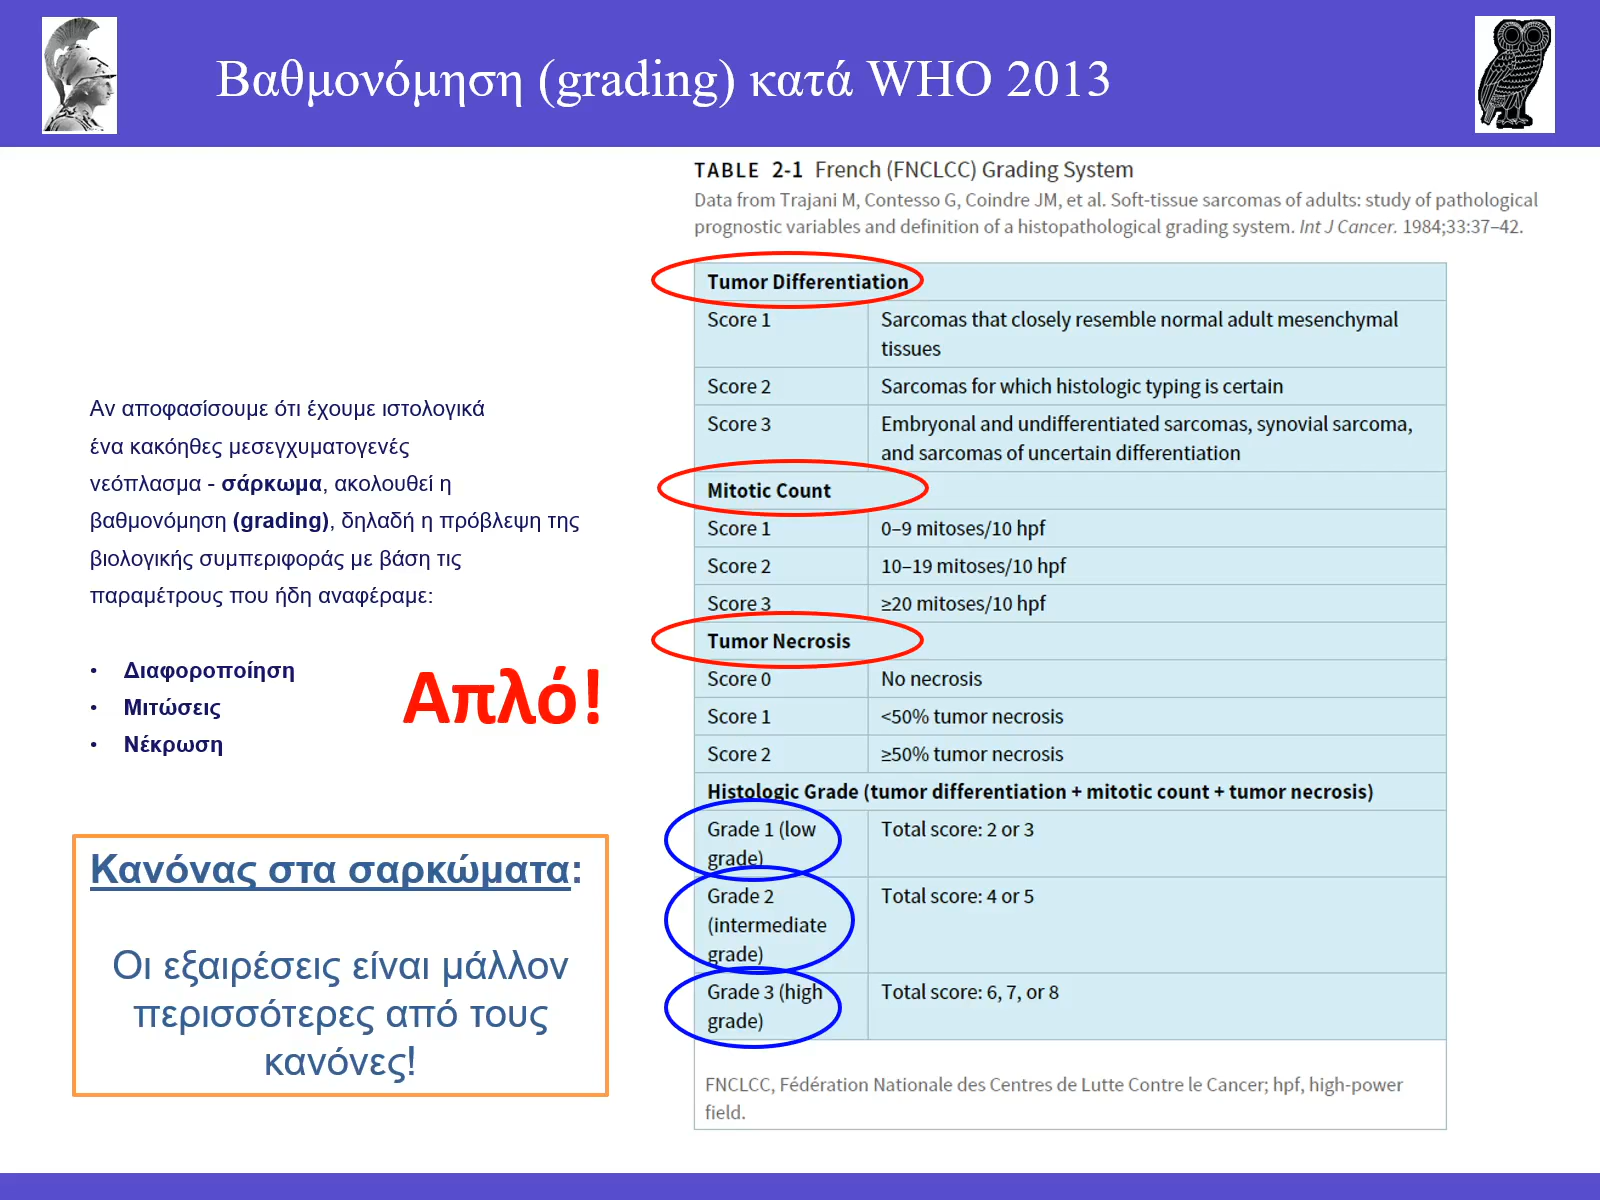 Βαθμονόμηση (grading) κατά WHO 2013
Αν αποφασίσουμε ότι έχουμε ιστολογικά
ένα κακόηθες μεσεγχυματογενές
νεόπλασμα - σάρκωμα, ακολουθεί η
βαθμονόμηση (grading), δηλαδή η πρόβλεψη της
βιολογικής συμπεριφοράς με βάση τις
παραμέτρους που ήδη αναφέραμε:
• Διαφοροποίηση
• Μιτώσεις
• Νέκρωση
Απλό!
Κανόνας στα σαρκώματα:
Οι εξαιρέσεις είναι μάλλον
περισσότερες από τους
κανόνες!
TABLE 2-1 French (FNCLCC) Grading System
Data from Trajani M, Contesso G, Coindre JM, et al. Soft-tissue sarcomas of adults: study of pathological
prognostic variables and definition of a histopathological grading system. Int J Cancer. 1984;33:37–42.
Tumor Differentiation
Score 1 Sarcomas that closely resemble normal adult mesenchymal
tissues
Score 2 Sarcomas for which histologic typing is certain
Score 3 Embryonal and undifferentiated sarcomas, synovial sarcoma,
and sarcomas of uncertain differentiation
Mitotic Count
Score 1 0–9 mitoses/10 hpf
Score 2 10–19 mitoses/10 hpf
Score 3 ≥20 mitoses/10 hpf
Tumor Necrosis
Score 0 No necrosis
Score 1 <50% tumor necrosis
Score 2 ≥50% tumor necrosis
Histologic Grade (tumor differentiation + mitotic count + tumor necrosis)
Grade 1 (low Total score: 2 or 3
grade)
Grade 2 Total score: 4 or 5
(intermediate
grade)
Grade 3 (high Total score: 6, 7, or 8
grade)
FNCLCC, Fédération Nationale des Centres de Lutte Contre le Cancer; hpf, high-power
field.